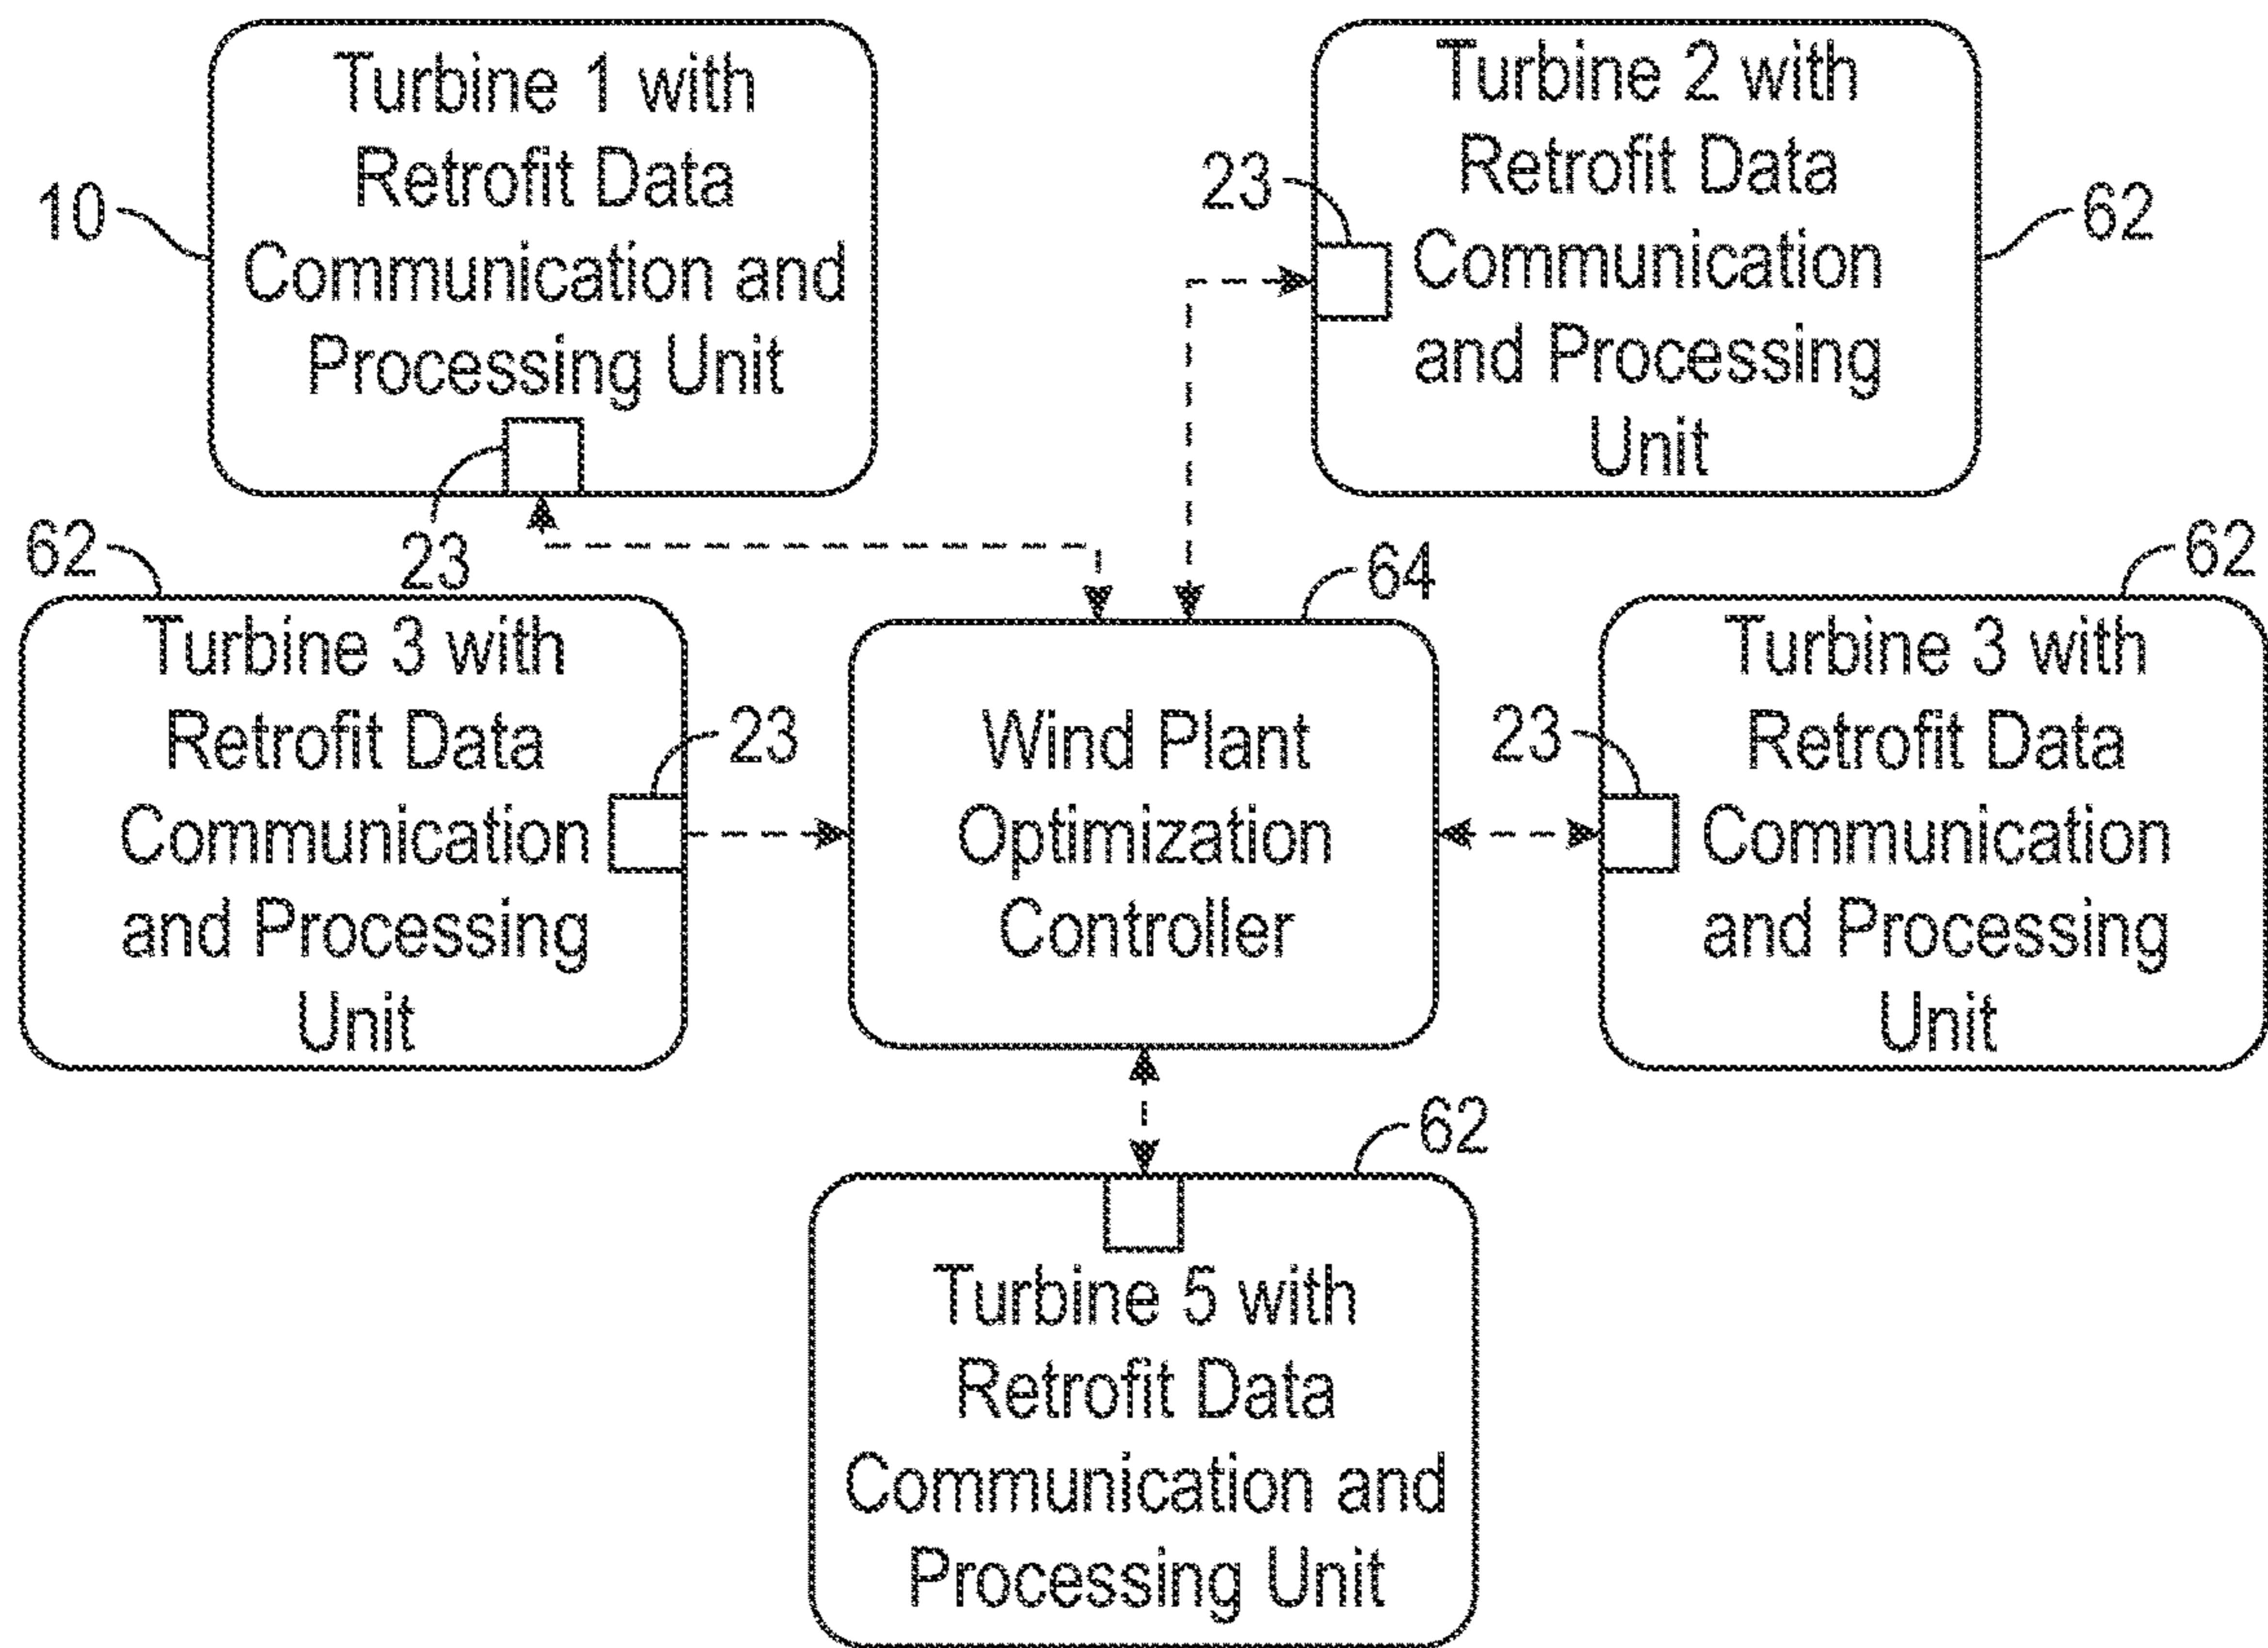 Turbine 1 with
Retrofit Data
Communication and
Processing Unit
10
23
Turbine 2 with
Retrofit Data
Communication
and Processing
Unit
23
62
62
Turbine 3 with
Retrofit Data
Communication
and Processing
Unit
23
64
Wind Plant
Optimization
Controller
62
23
Turbine 3 with
Retrofit Data
Communication
and Processing
Unit
62
Turbine 5 with
Retrofit Data
Communication and
Processing Unit